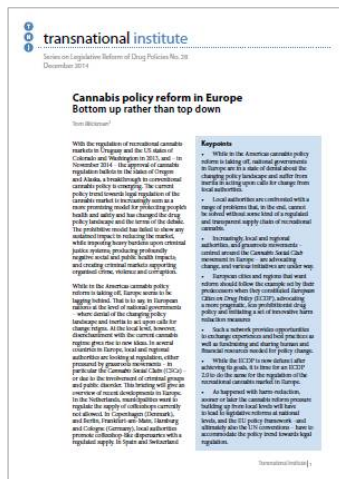 tni
transnational institute
Series on Legislative Reform of Drug Policies No. 28
December 2014
Cannabis policy reform in Europe
Bottom up rather than top down
Tom Blickman
With the regulation of recreational cannabis
markets in Uruguay and the US states of
Colorado and Washington in 2013, and - in
November 2014 - the approval of cannabis
regulation ballots in the states of Oregon
and Alaska, a breakthrough in conventional
cannabis policy is emerging. The current
policy trend towards legal regulation of the
cannabis market is increasingly seen as a
more promising model for protecting people's
health and safety and has changed the drug
policy landscape and the terms of the debate.
The prohibitive model has failed to show any
sustained impact in reducing the market,
while imposing heavy burdens upon criminal
justice systems; producing profoundly
negative social and public health impacts;
and creating criminal markets supporting
organised crime, violence and corruption.
While in the Americas cannabis policy
reform is taking off, Europe seems to be
lagging behind. That is to say, in European
nations at the level of national governments
– where denial of the changing policy
landscape and inertia to act upon calls for
change reigns. At the local level, however,
disenchantment with the current cannabis
regime gives rise to new ideas. In several
countries in Europe, local and regional
authorities are looking at regulation, either
pressured by grassroots movements – in
particular the Cannabis Social Clubs (CSCs) –
or due to the involvement of criminal groups
and public disorder. This briefing will give an
overview of recent developments in Europe.
In the Netherlands, municipalities want to
regulate the supply of coffeeshops currently
not allowed. In Copenhagen (Denmark),
and Berlin, Frankfurt-am-Main, Hamburg
and Cologne (Germany), local authorities
promote coffeeshop-like dispensaries with a
regulated supply. In Spain and Switzerland
Keypoints
• While in the Americas cannabis policy
reform is taking off, national governments
in Europe are in a state of denial about the
changing policy landscape and suffer from
inertia in acting upon calls for change from
local authorities.
• Local authorities are confronted with a
range of problems that, in the end, cannot
be solved without some kind of a regulated
and transparent supply chain of recreational
cannabis.
• Increasingly, local and regional
authorities, and grassroots movements –
centred around the Cannabis Social Club
movement in Europe – are advocating
change, and various initiatives are under way.
• European cities and regions that want
reform should follow the example set by their
predecessors when they constituted European
Cities on Drug Policy (ECDP), advocating
a more pragmatic, less prohibitionist drug
policy and initiating a set of innovative harm
reduction measures
• Such a network provides opportunities
to exchange experiences and best practices as
well as fundraising and sharing human and
financial resources needed for policy change.
• While the ECDP is now defunct after
achieving its goals, it is time for an ECDP
2.0 to do the same for the regulation of the
recreational cannabis market in Europe.
• As happened with harm-reduction,
sooner or later the cannabis reform pressure
building up from local levels will have
to lead to legislative reforms at national
levels, and the EU policy framework – and
ultimately also the UN conventions – have to
accommodate the policy trend towards legal
regulation.
Transnational Institute | 1